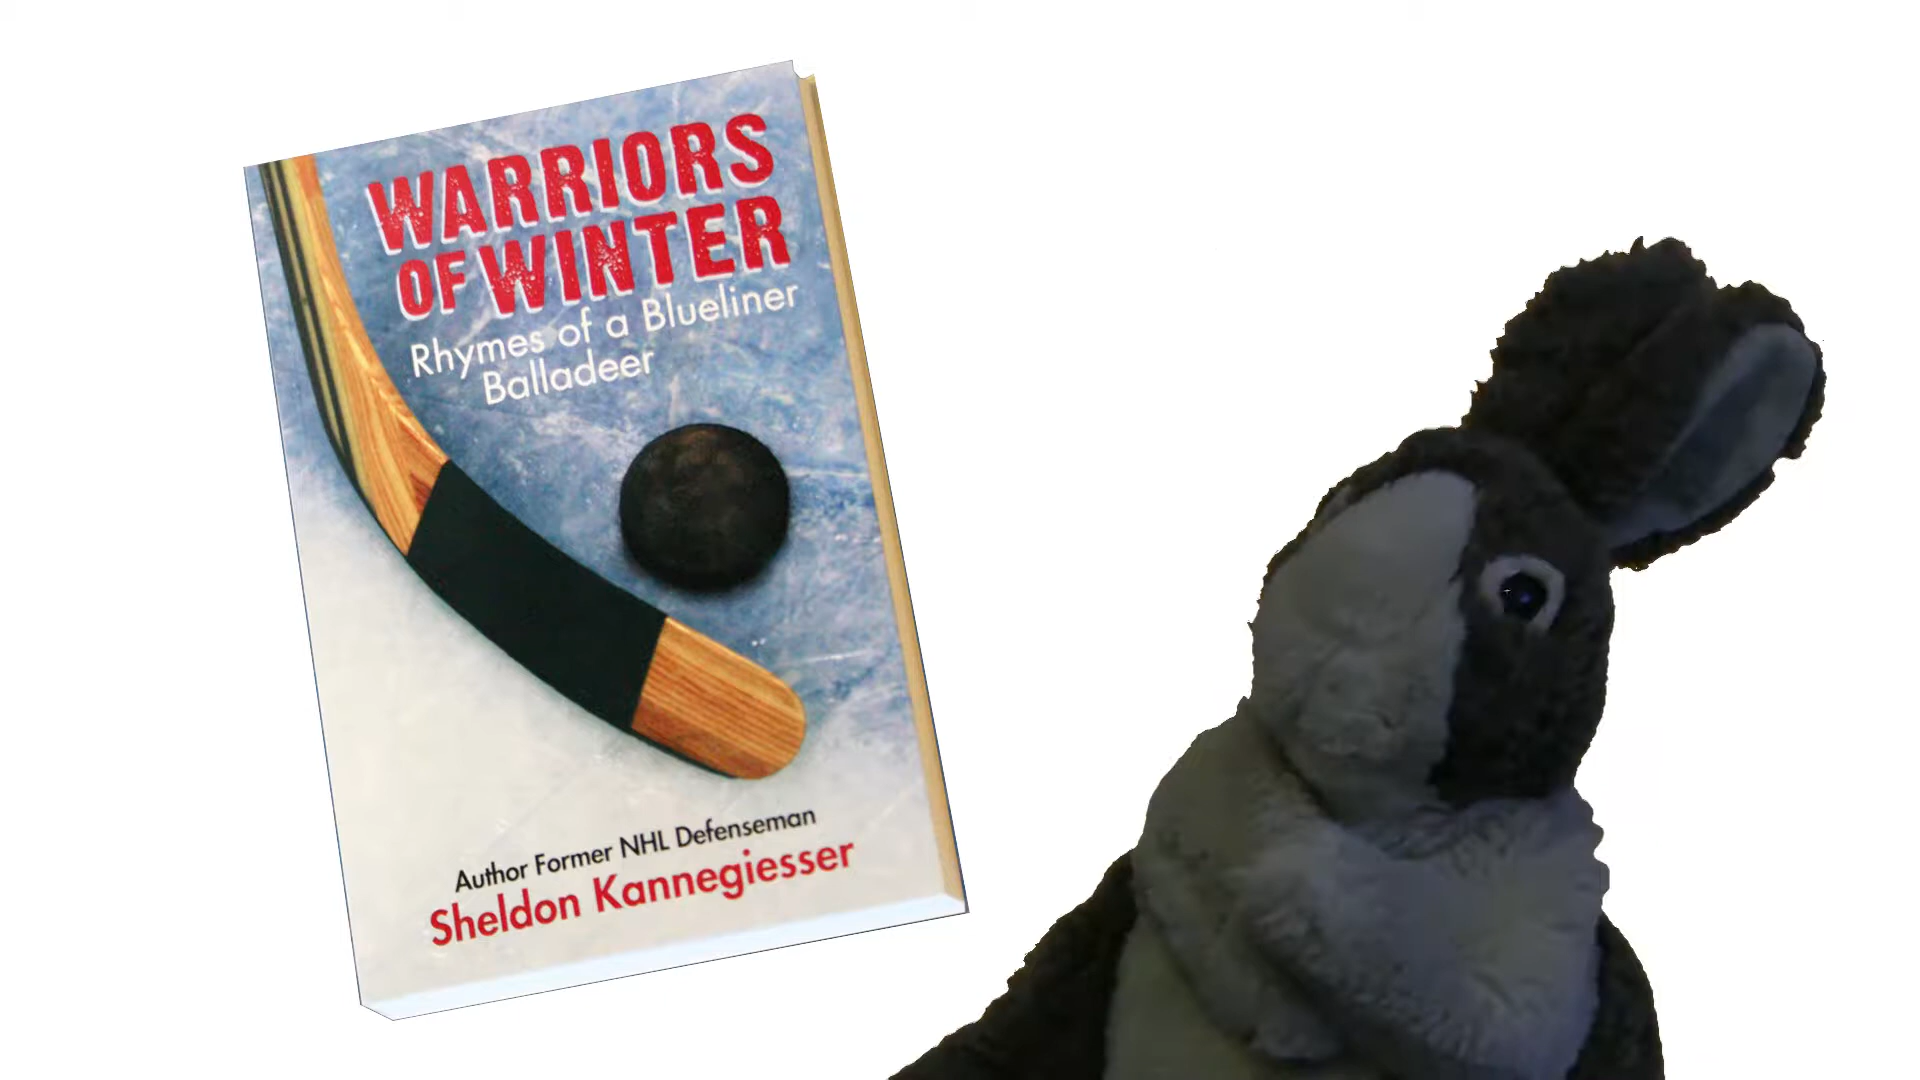 WARRIORS
OF WINTER
Rhymes of a Blueliner
Balladeer
Author Former NHL Defenseman
Sheldon Kannegiesser